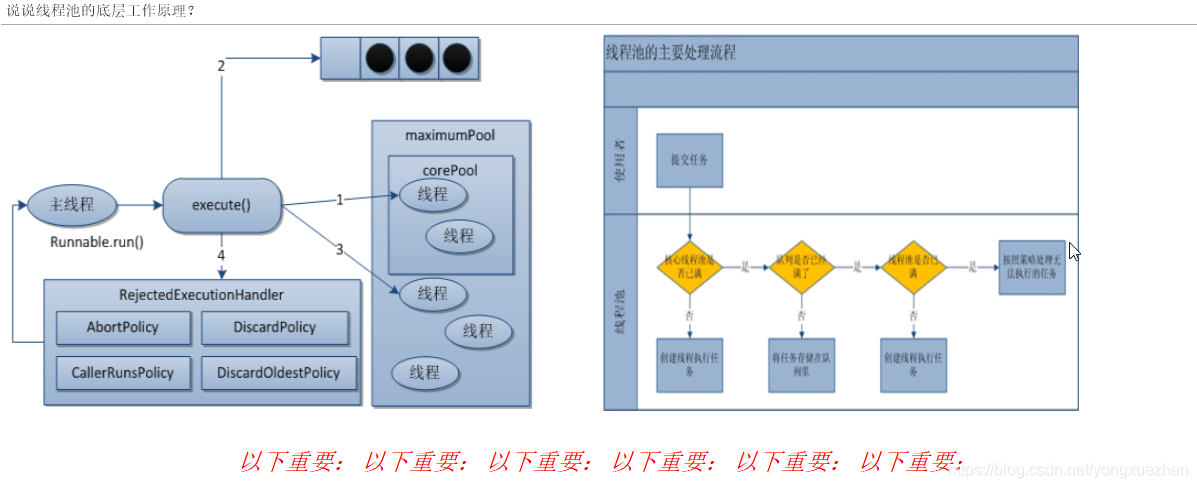 说说线程池的底层工作原理？
2
maximumPool
corePool
线程
线程
线程
线程
线程
1
3
主线程
execute()
Runnable.run()
4
RejectedExecutionHandler
AbortPolicy
DiscardPolicy
CallerRunsPolicy
DiscardOldestPolicy
线程池的主要处理流程
使用者
提交任务
线程池
核心线程池是
否已满
是
队列是否已经
满了
是
线程池是否已
满
是
按照策略处理无
法执行的任务
否
否
否
创建线程执行任
务
将任务存储在队
列里
创建线程执行任
务
以下重要： 以下重要： 以下重要： 以下重要： 以下重要： 以下重要：
https://blog.csdn.net/yongxuezhen